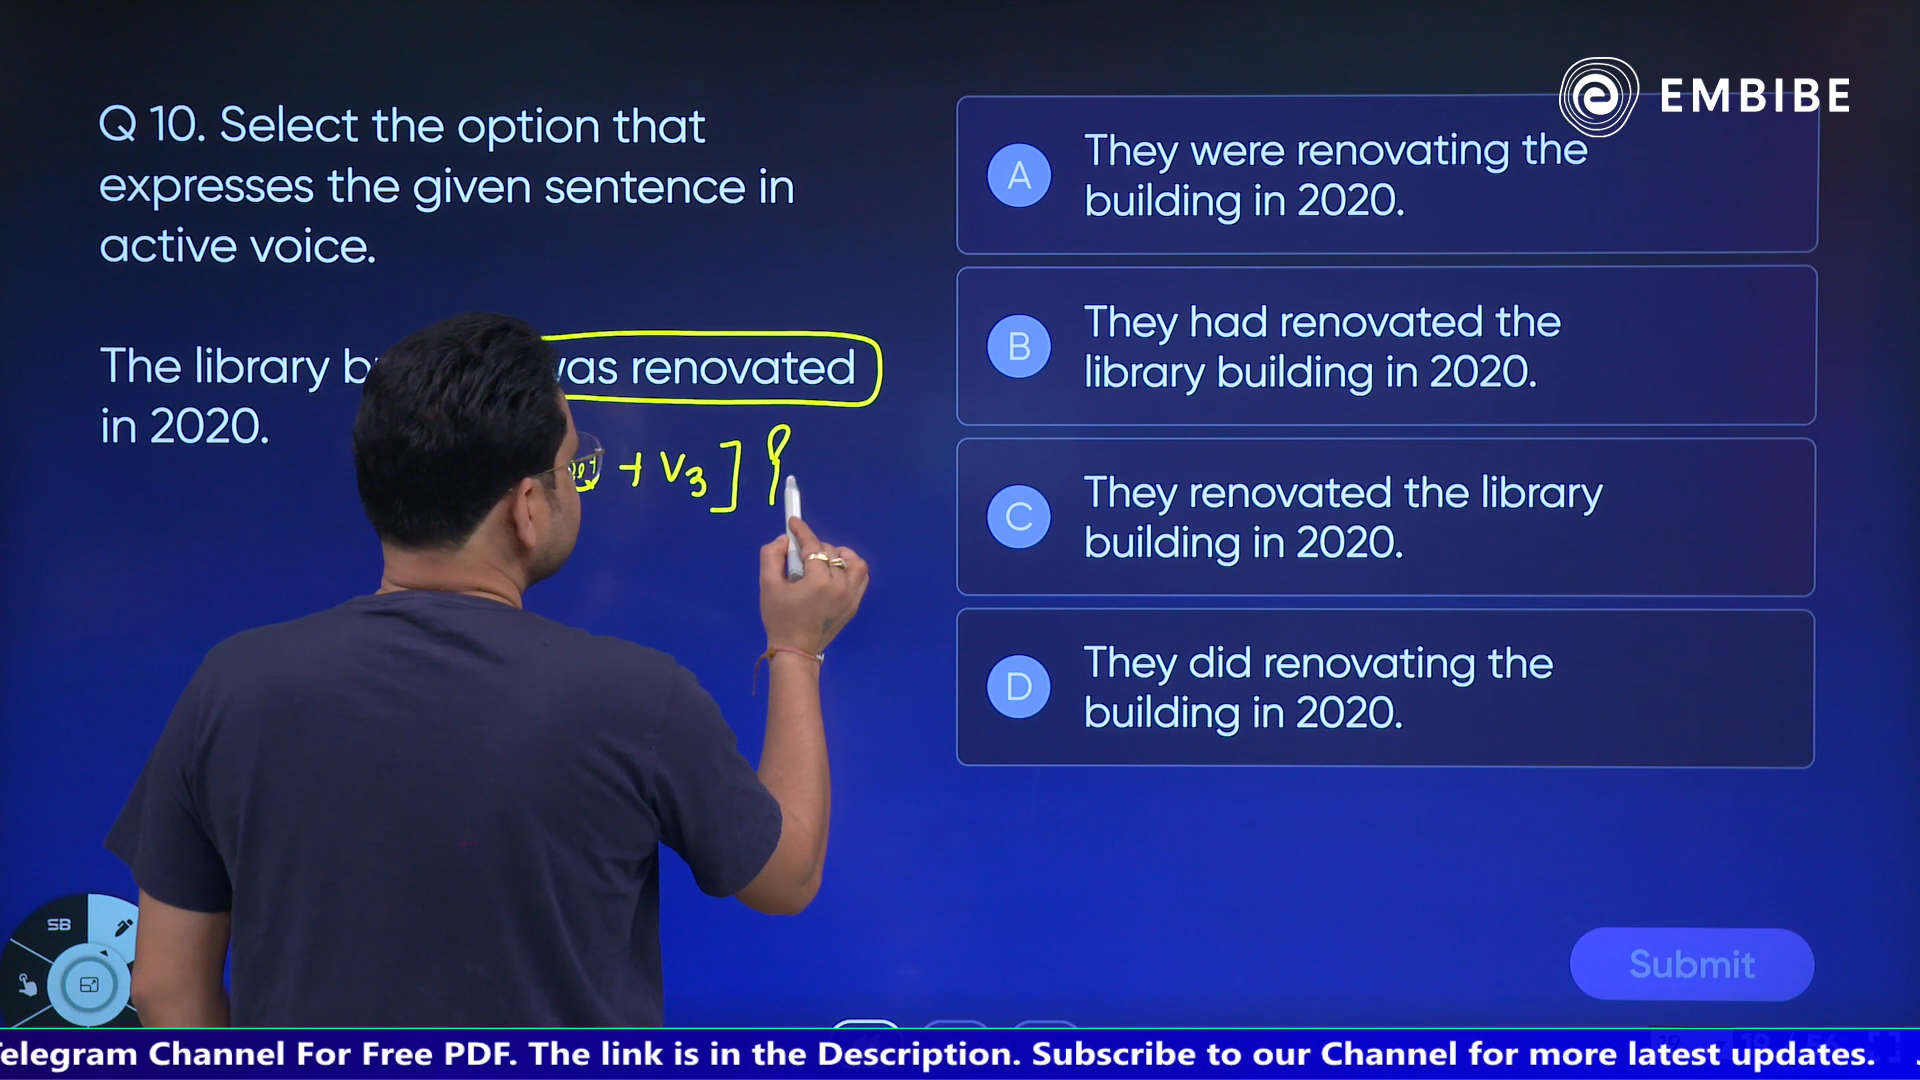 EMBIBE
Q 10. Select the option that
expresses the given sentence in
active voice.
The library was renovated
in 2020.
+ V3 ]
A
They were renovating the
building in 2020.
B
They had renovated the
library building in 2020.
C
They renovated the library
building in 2020.
D
They did renovating the
building in 2020.
SB
Submit
Telegram Channel For Free PDF. The link is in the Description. Subscribe to our Channel for more latest updates.